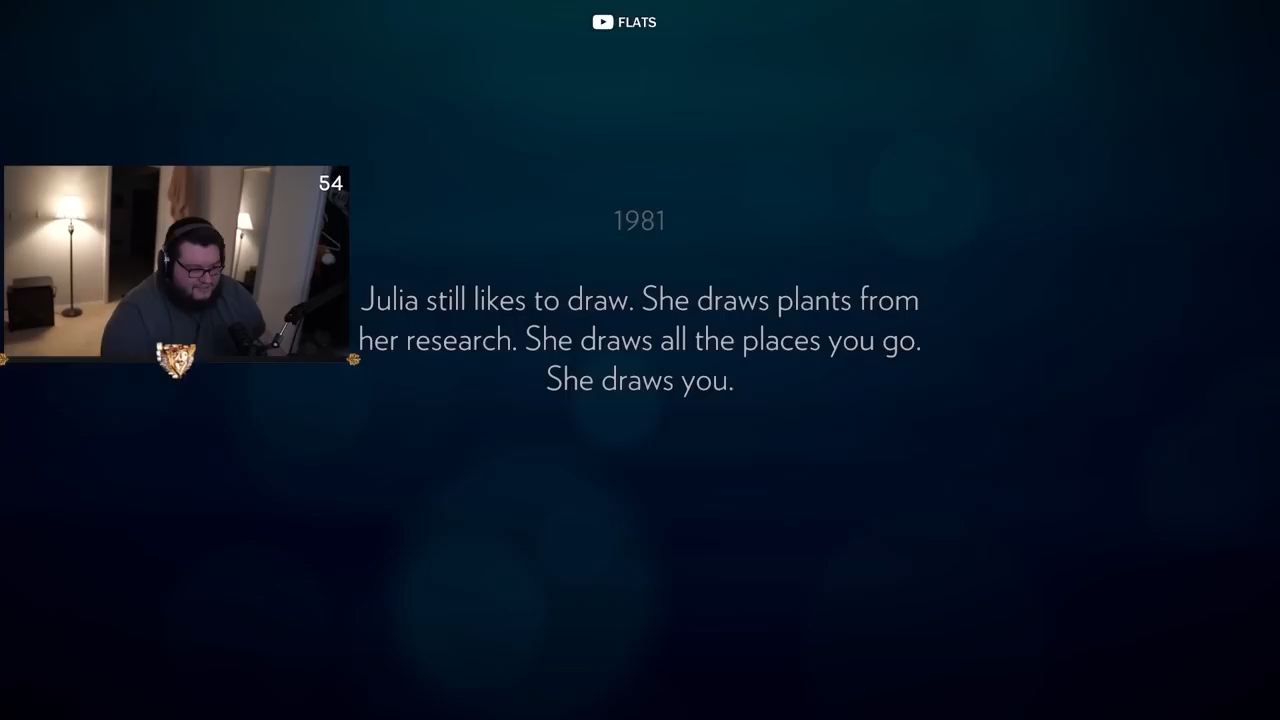 FLATS
54
1981
Julia still likes to draw. She draws plants from
her research. She draws all the places you go.
She draws you.